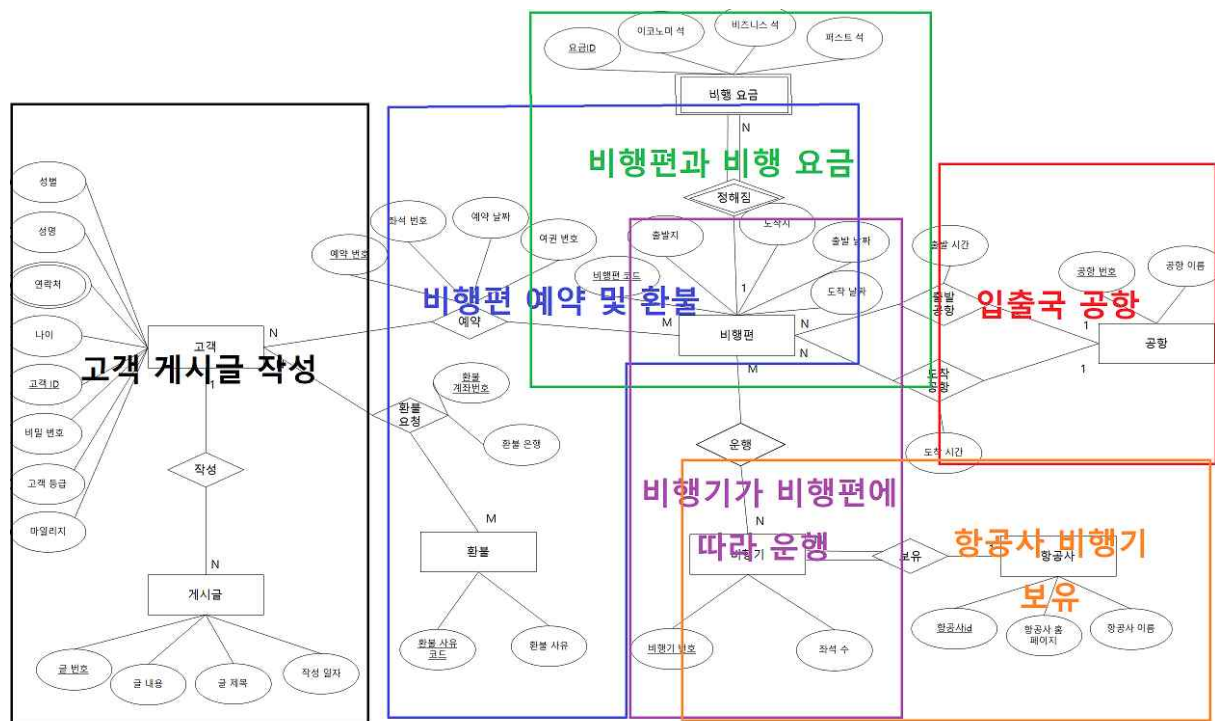 요금ID
이코노미 석
비즈니스 석
퍼스트 석
비행 요금
N
비행편과 비행 요금
정해짐
성별
성명
연락처
나이
고객 ID
비밀 번호
고객 등급
마일리지
고객
고객 게시글 작성
1
작성
N
게시글
글 번호
글 내용
글 제목
작성 일자
예약 번호
좌석 번호
예약 날짜
여권 번호
비행편 예약 및 환불
N
예약
M
환불
요청
환불
계좌번호
환불 은행
M
환불
환불 사유
코드
환불 사유
비행편 코드
출발지
도착지
출발 날짜
도착 날짜
1
비행편
N
N
M
출발 시간
출발
공항
도착
공항
도착 시간
공항 번호
공항 이름
입출국 공항
1
1
공항
운행
비행기가 비행편에
따라 운행
N
비행기
비행기 번호
좌석 수
보유
항공사 비행기
보유
항공사
항공사id
항공사 홈
페이지
항공사 이름